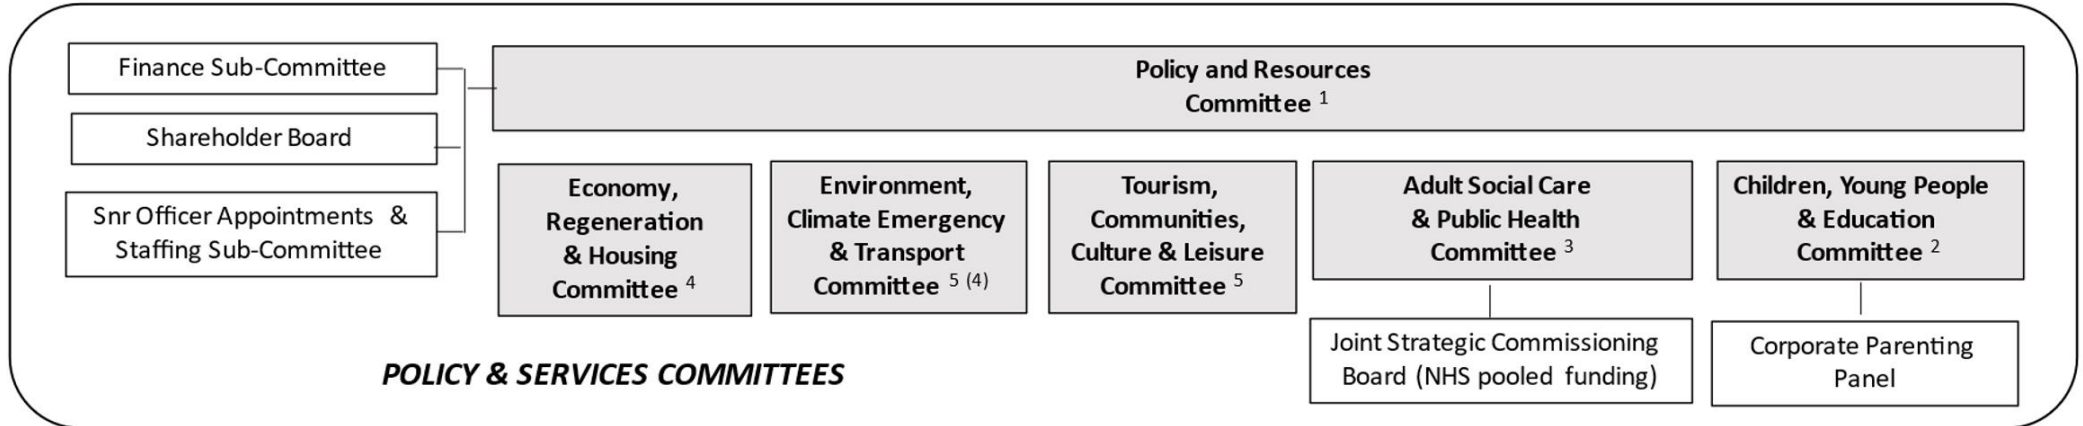 Finance Sub-Committee
Shareholder Board
Snr Officer Appointments &
Staffing Sub-Committee
Policy and Resources
Committee 1
Economy,
Regeneration
& Housing
Committee 4
Environment,
Climate Emergency
& Transport
Committee 5 (4)
Tourism,
Communities,
Culture & Leisure
Committee 5
Adult Social Care
& Public Health
Committee 3
Children, Young People
& Education
Committee 2
Joint Strategic Commissioning
Board (NHS pooled funding)
Corporate Parenting
Panel
POLICY & SERVICES COMMITTEES